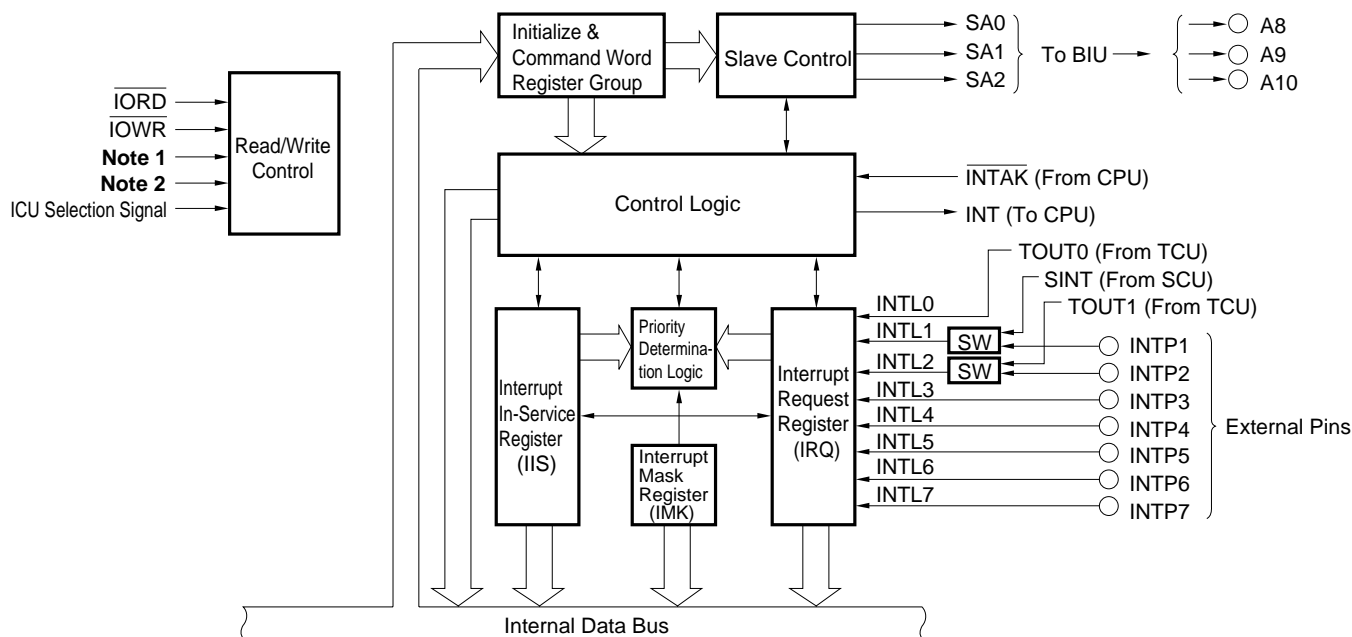 Initialize &
Command Word
Register Group
Slave Control
SA0
SA1
SA2
To BIU
A8
A9
A10
IORD
IOWR
Note 1
Note 2
ICU Selection Signal
Read/Write
Control
Control Logic
INTAK (From CPU)
INT (To CPU)
TOUT0 (From TCU)
SINT (From SCU)
TOUT1 (From TCU)
Interrupt
In-Service
Register
(IIS)
Priority
Determina-
tion Logic
Interrupt
Mask
Register
(IMK)
Interrupt
Request
Register
(IRQ)
INTL0
INTL1
INTL2
INTL3
INTL4
INTL5
INTL6
INTL7
SW
SW
INTP1
INTP2
INTP3
INTP4
INTP5
INTP6
INTP7
External Pins
Internal Data Bus